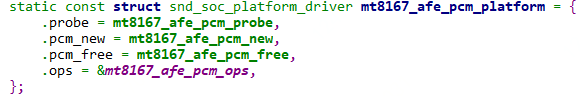 static const struct snd_soc_platform_driver mt8167_afe_pcm_platform = {
    .probe = mt8167_afe_pcm_probe,
    .pcm_new = mt8167_afe_pcm_new,
    .pcm_free = mt8167_afe_pcm_free,
    .ops = &mt8167_afe_pcm_ops,
};